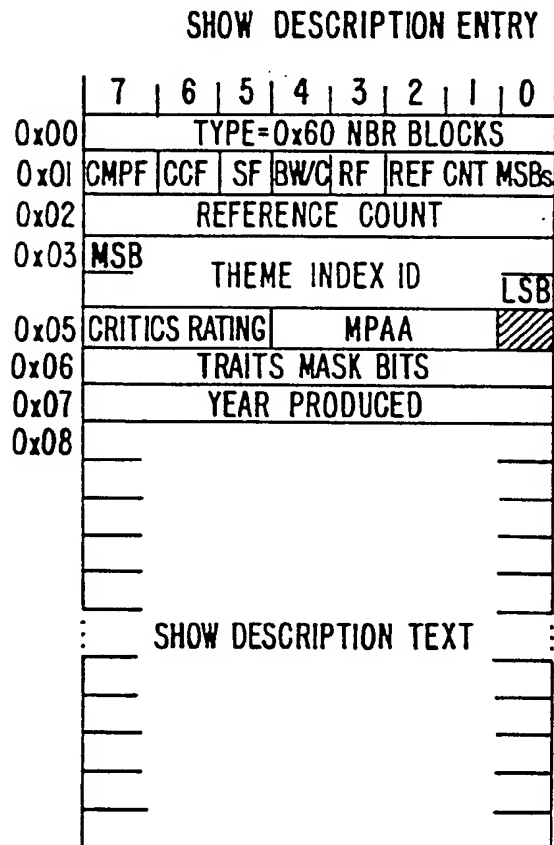 SHOW DESCRIPTION ENTRY
7 6 5 4 3 2 1 0
0x00 TYPE=0x60 NBR BLOCKS
0x01 CMPF CCF SF BW/C RF REF CNT MSBs
0x02 REFERENCE COUNT
0x03 MSB THEME INDEX ID LSB
0x05 CRITICS RATING MPAA
0x06 TRAITS MASK BITS
0x07 YEAR PRODUCED
0x08
SHOW DESCRIPTION TEXT